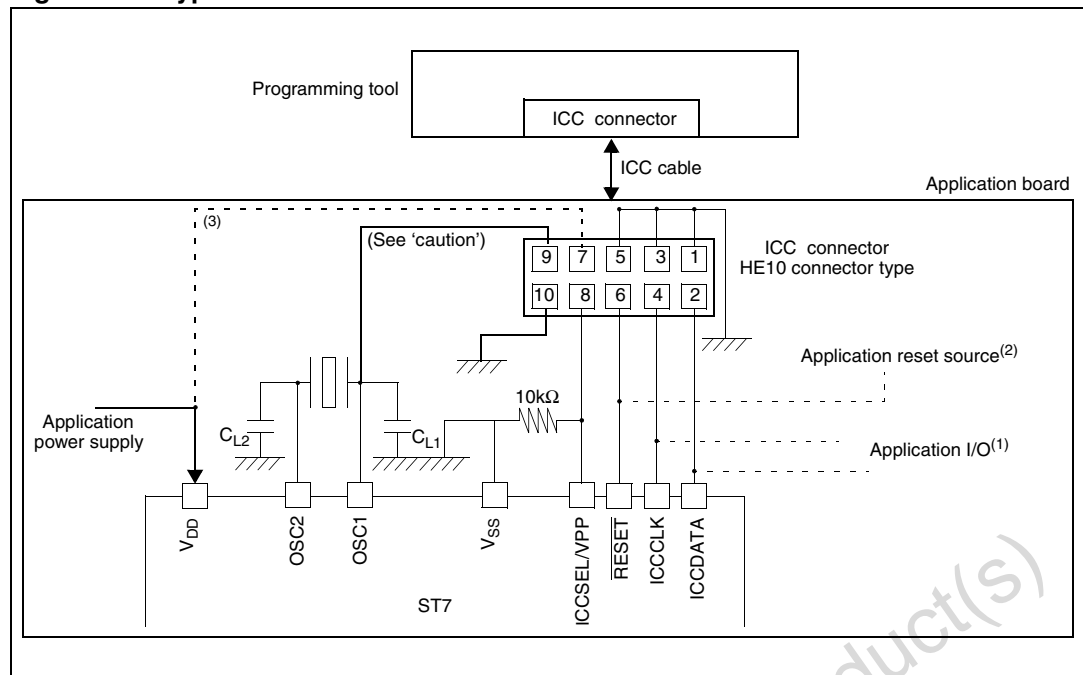 Programming tool
ICC connector
ICC cable
Application board
(3)
(See 'caution')
9 7 5 3 1
10 8 6 4 2
ICC connector
HE10 connector type
Application reset source(2)
10kΩ
Application
power supply
CL2
CL1
Application I/O(1)
VDD
OSC2
OSC1
VSS
ICCSEL/VPP
RESET
ICCCLK
ICCDATA
ST7
duct(s)